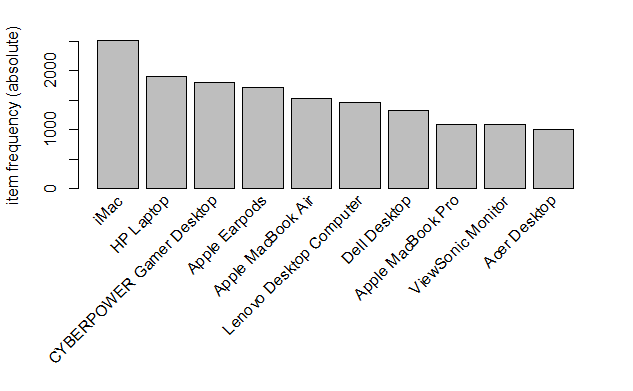 item frequency (absolute)
2000
1000
0
iMac
HP Laptop
CYBERPOWER Gamer Desktop
Apple Earpods
Apple MacBook Air
Lenovo Desktop Computer
Dell Desktop
Apple MacBook Pro
ViewSonic Monitor
Acer Desktop